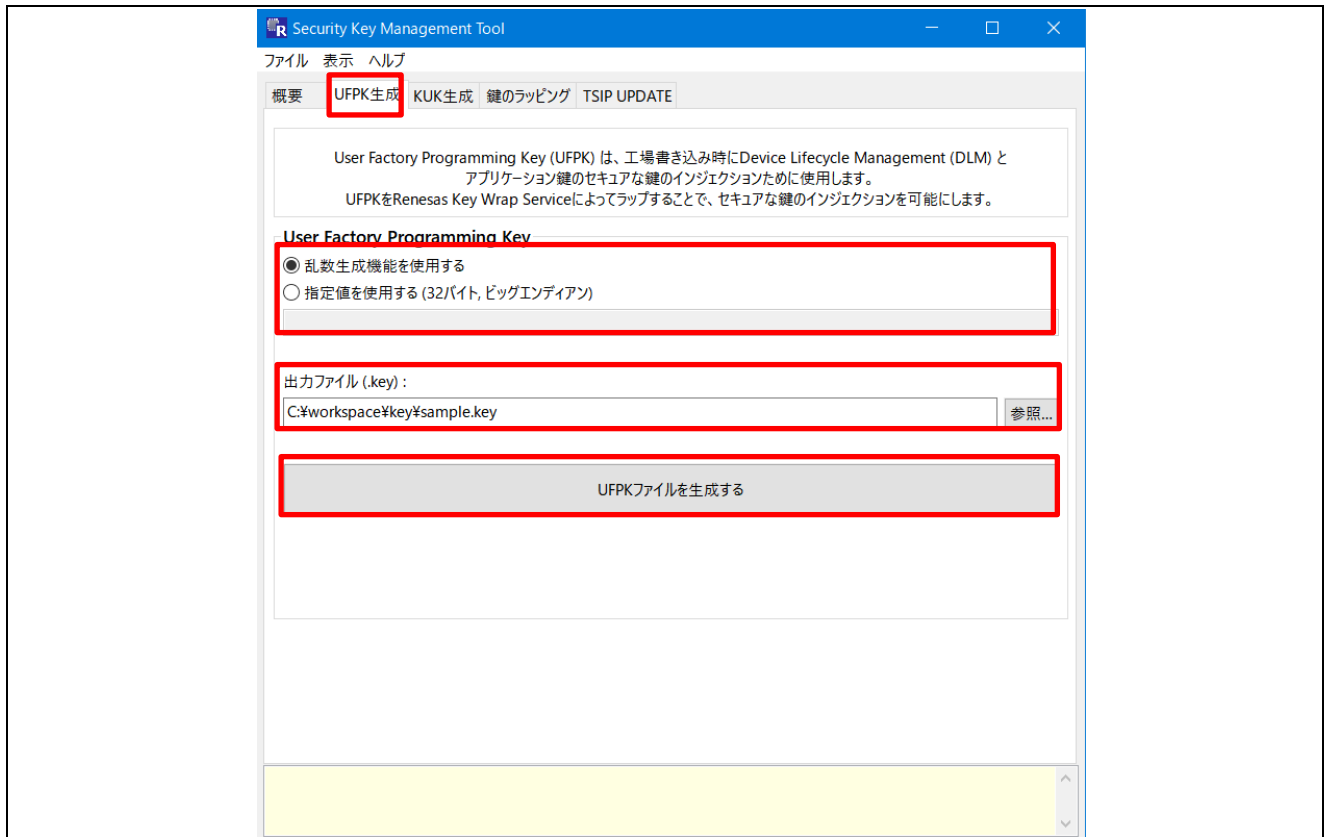 Security Key Management Tool
ファイル 表示 ヘルプ
概要 UFPK生成 KUK生成 鍵のラッピング TSIP UPDATE
User Factory Programming Key (UFPK) は、工場書き込み時にDevice Lifecycle Management (DLM) と
アプリケーション鍵のセキュアな鍵のインジェクションために使用します。
UFPKをRenesas Key Wrap Serviceによってラップすることで、セキュアな鍵のインジェクションを可能にします。
User Factory Programming Key
乱数生成機能を使用する
指定値を使用する (32バイト, ビッグエンディアン)
出力ファイル (.key) :
C:¥workspace¥key¥sample.key 参照...
UFPKファイルを生成する